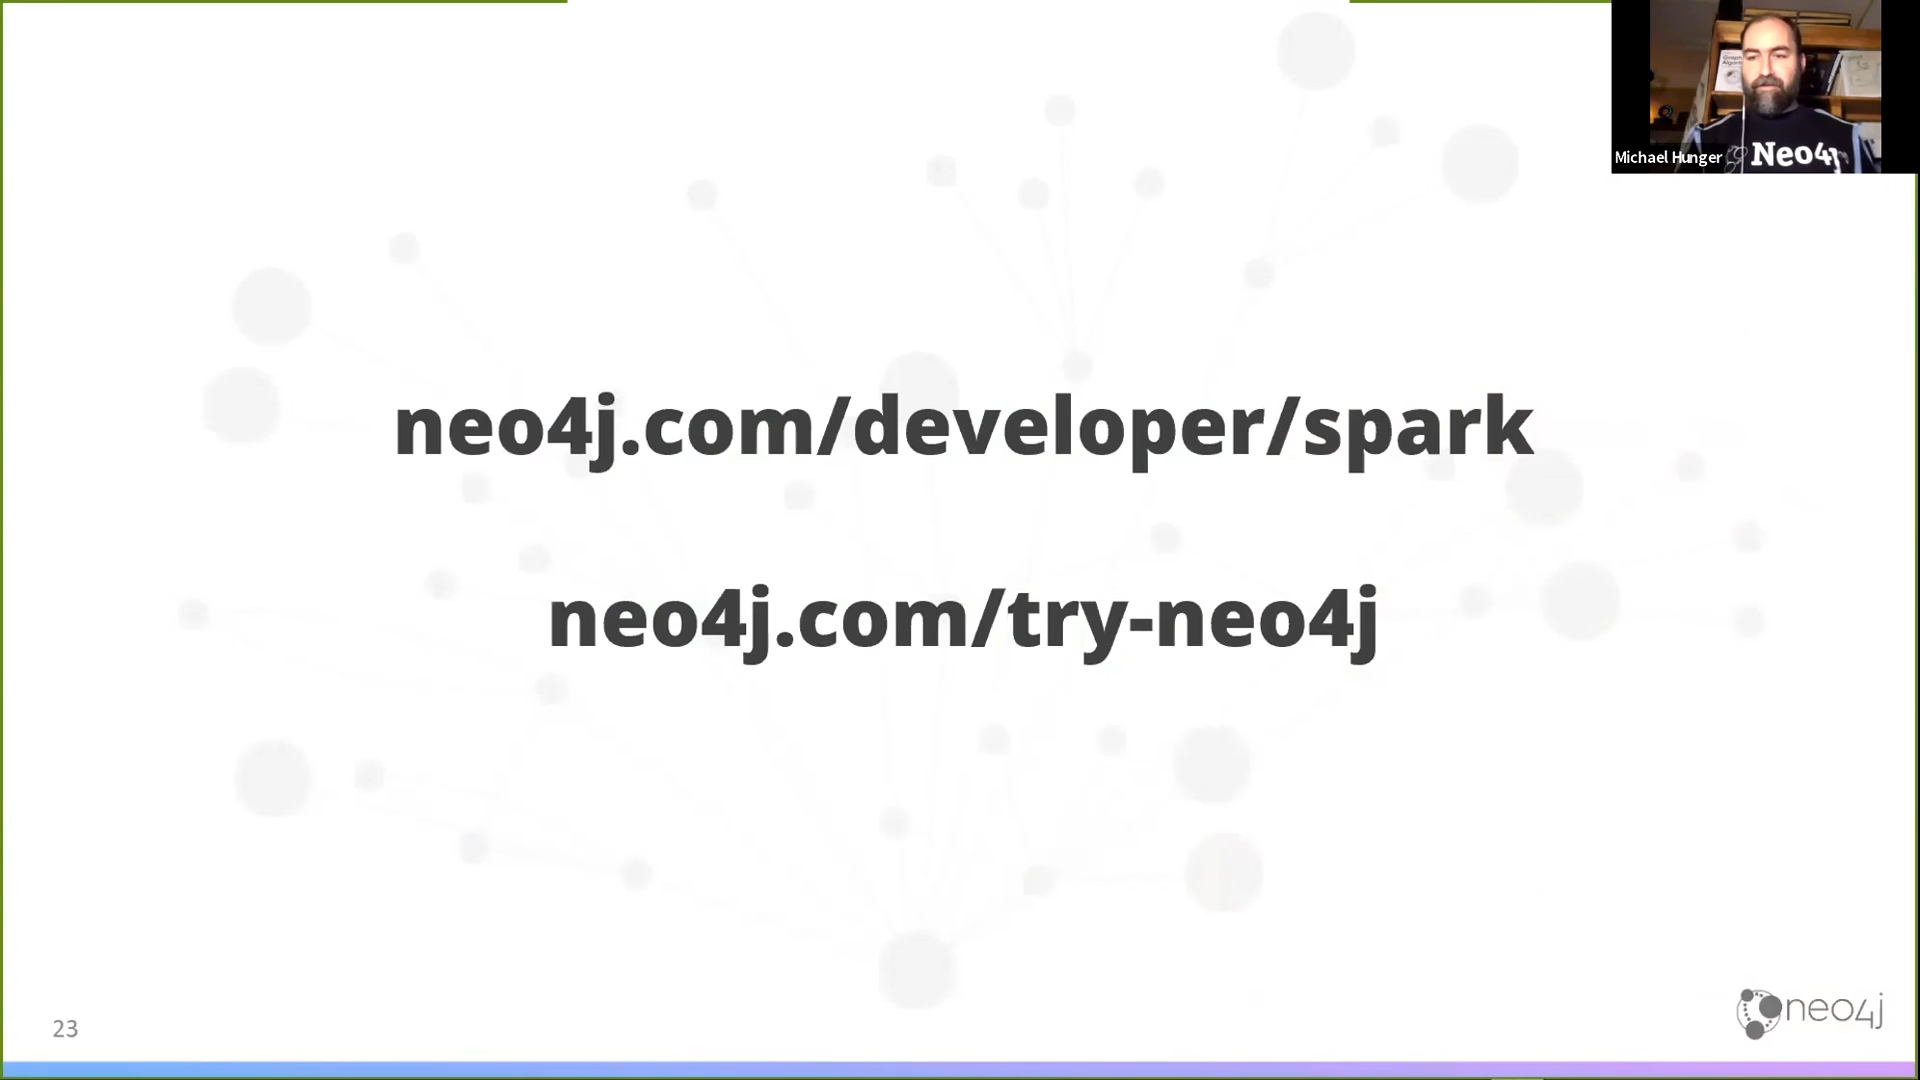 neo4j.com/developer/spark
neo4j.com/try-neo4j
Michael Hunger
Neo4j
23
neo4j